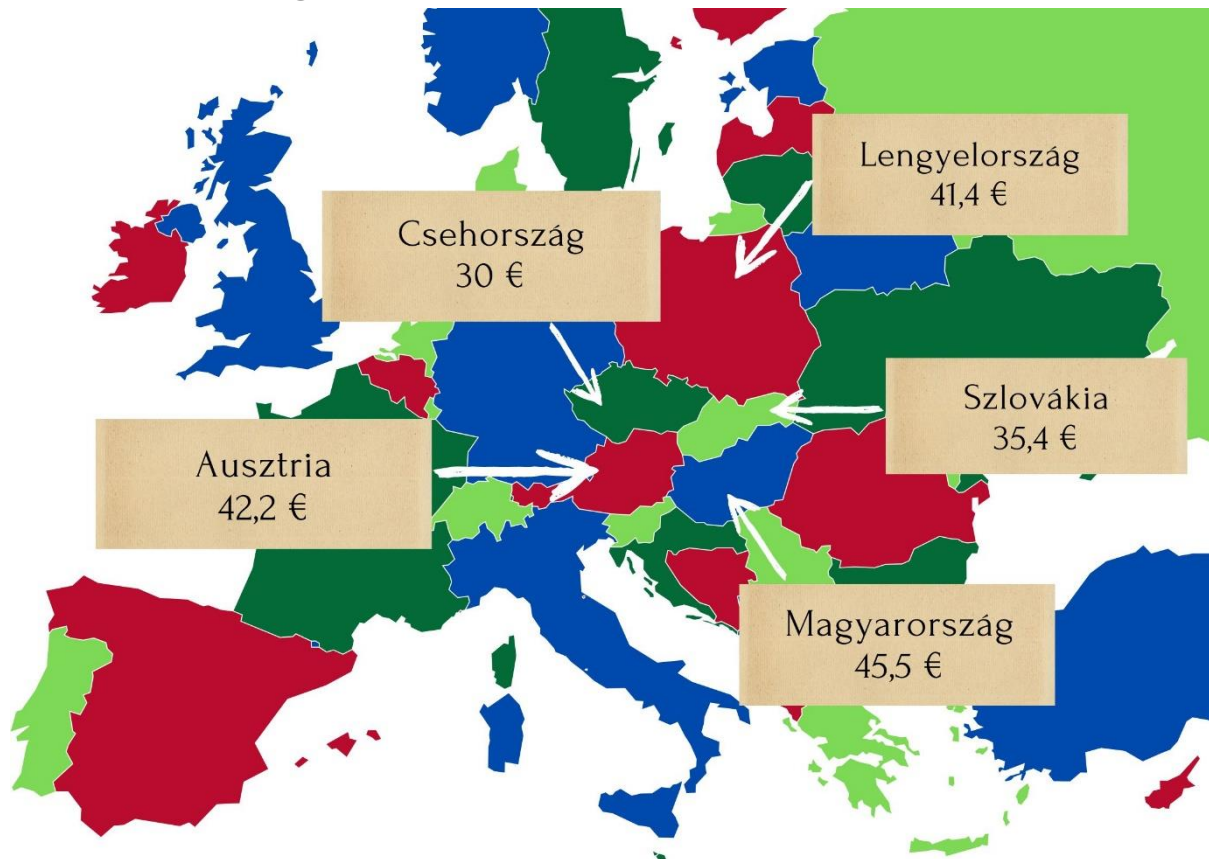 Lengyelország
41,4 €
Csehország
30 €
Szlovákia
35,4 €
Ausztria
42,2 €
Magyarország
45,5 €